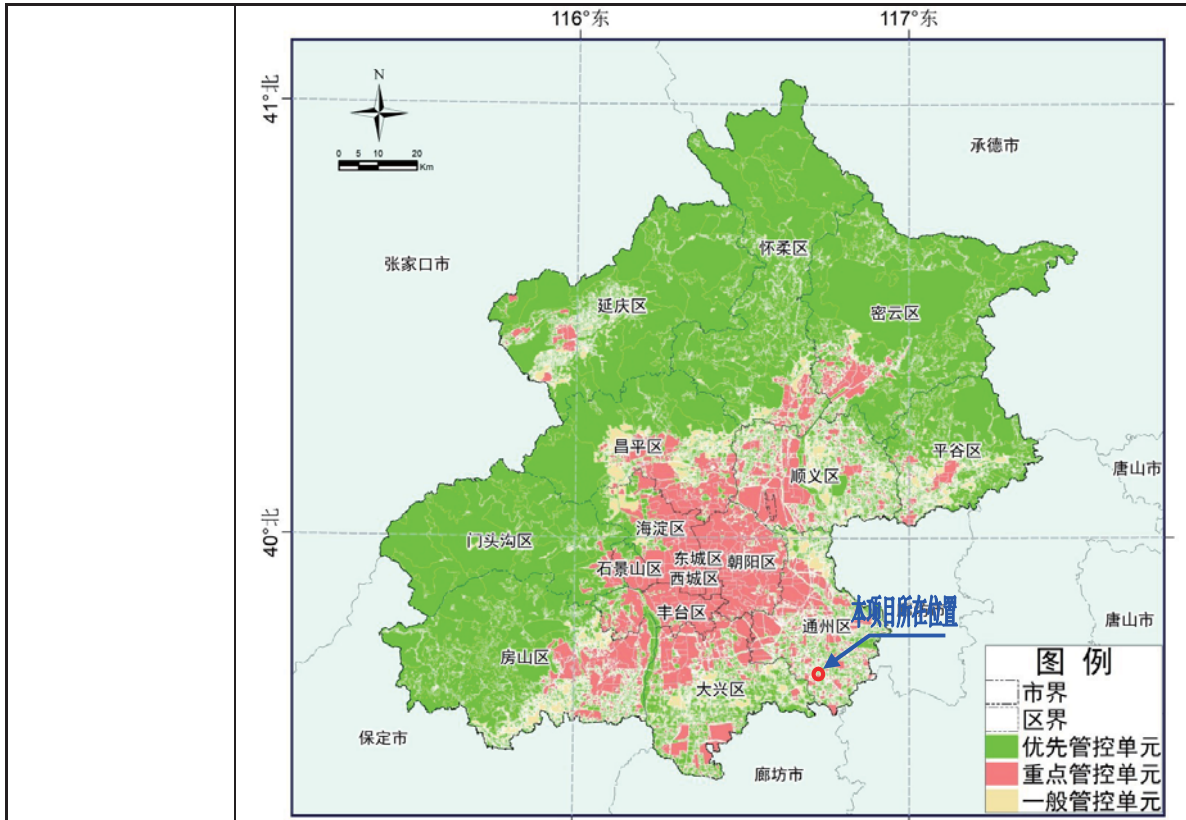 116°东
117°东
41°北
N
0 5 10 20
Km
承德市
怀柔区
张家口市
延庆区
密云区
昌平区
平谷区
唐山市
顺义区
40°北
海淀区
门头沟区
东城区
朝阳区
石景山区
西城区
本项目所在位置
丰台区
通州区
唐山市
房山区
大兴区
保定市
廊坊市
图 例
市界
区界
优先管控单元
重点管控单元
一般管控单元